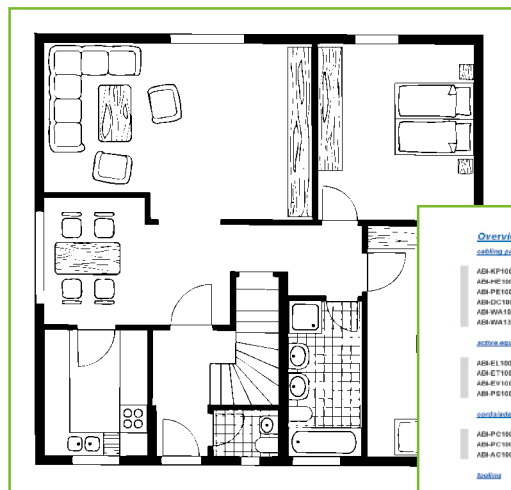 Overvi
cabling pa
ABI-KP100
ABI-HE100
ABI-PE100
ABI-DC100
ABI-WA10
ABI-WA13
active equ
ABI-EL100
ABI-ET100
ABI-EV100
ABI-PS100
cords/ada
ABI-PC100
ABI-PC100
ABI-AC100
tooling